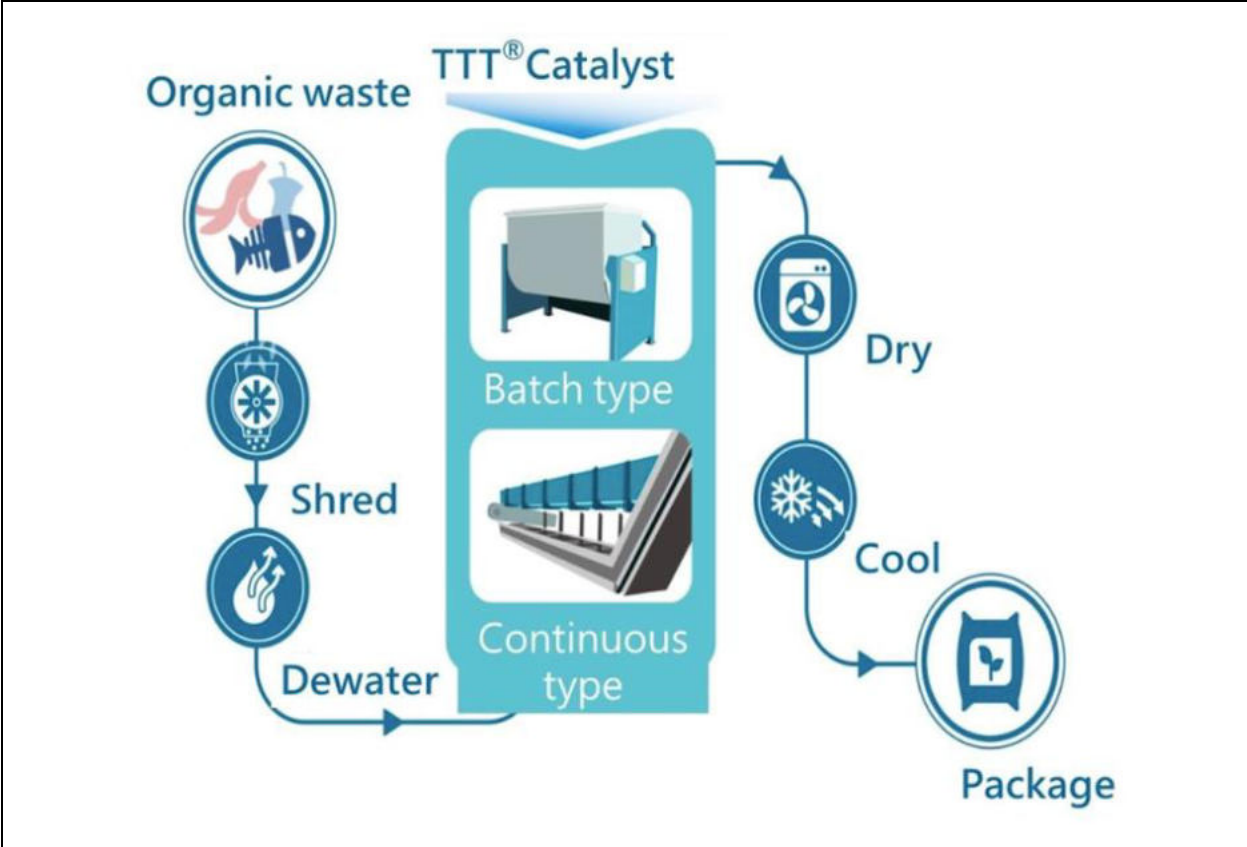 Organic waste
Shred
Dewater
TTT®Catalyst
Batch type
Continuous
type
Dry
Cool
Package